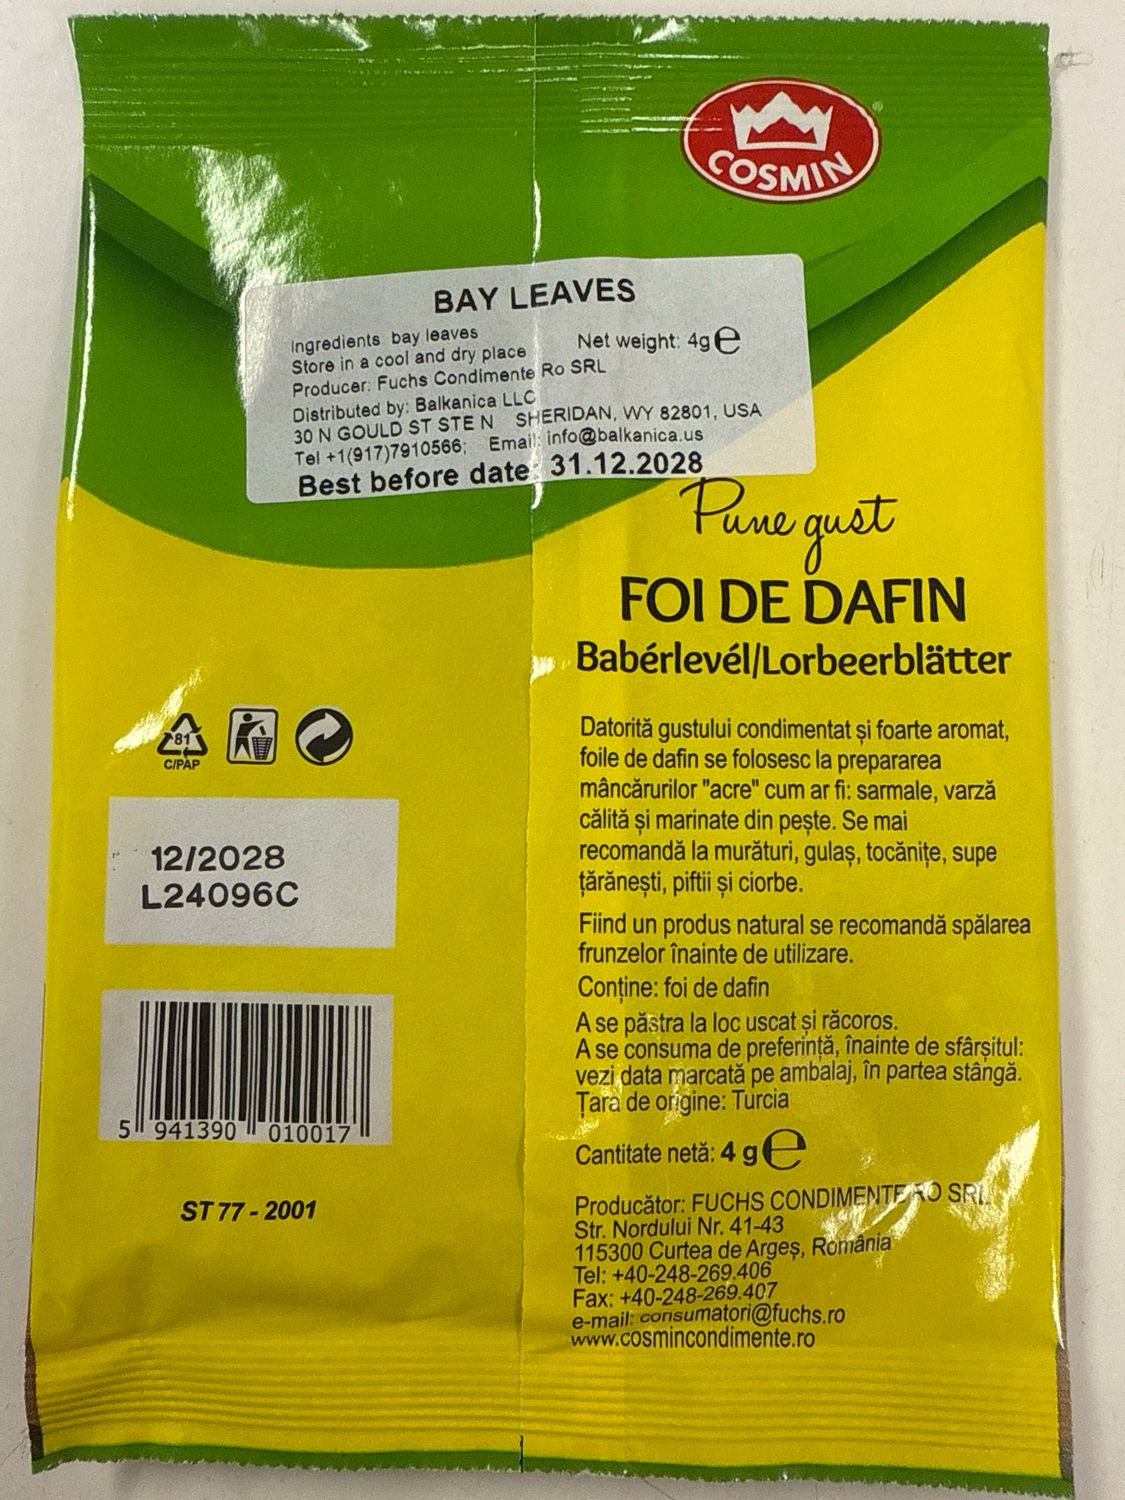 COSMIN
®
BAY LEAVES
Ingredients bay leaves
Net weight: 4g e
Store in a cool and dry place
Producer: Fuchs Condimente Ro SRL
Distributed by: Balkanica LLC
30 N GOULD ST STE N SHERIDAN, WY 82801, USA
Tel +1(917)7910566; Email: info@balkanica.us
Best before date: 31.12.2028
Pune gust
FOI DE DAFIN
Babérlevél/Lorbeerblätter
Datorită gustului condimentat și foarte aromat,
foile de dafin se folosesc la prepararea
mâncărurilor "acre" cum ar fi: sarmale, varză
călită și marinate din pește. Se mai
recomandă la murături, gulaș, tocănițe, supe
țărănești, piftii și ciorbe.
Fiind un produs natural se recomandă spălarea
frunzelor înainte de utilizare.
Conține: foi de dafin
A se păstra la loc uscat și răcoros.
A se consuma de preferință, înainte de sfârșitul:
vezi data marcată pe ambalaj, în partea stângă.
Țara de origine: Turcia
Cantitate netă: 4 g e
Producător: FUCHS CONDIMENTE RO SRL
Str. Nordului Nr. 41-43
115300 Curtea de Argeș, România
Tel: +40-248-269.406
Fax: +40-248-269.407
e-mail: consumatori@fuchs.ro
www.cosmincondimente.ro
81
C/PAP
12/2028
L24096C
5 941390 010017
ST 77 - 2001